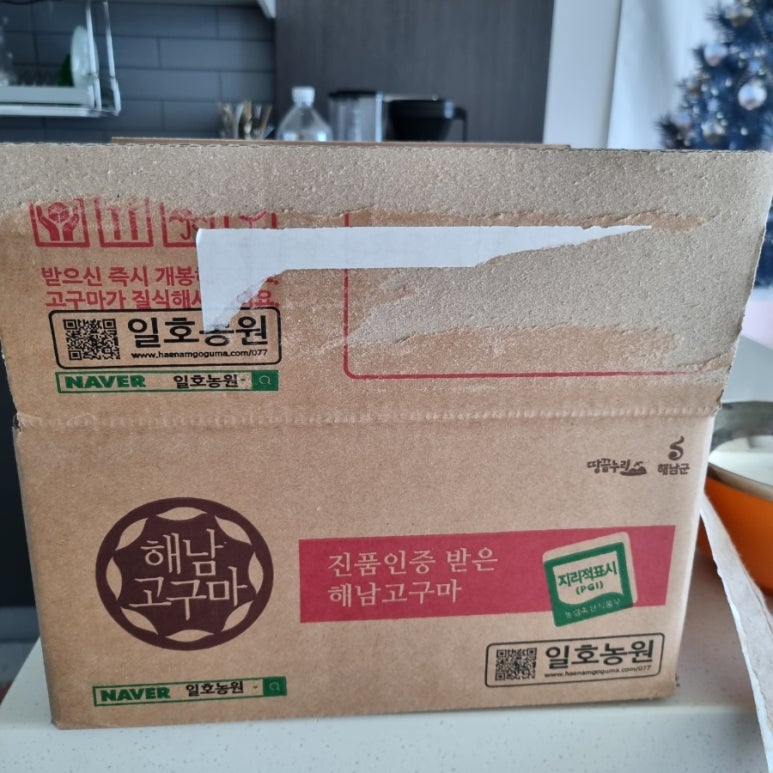 받으신 즉시 개봉
고구마가 질식해
일호농원
www.haenamgoguma.com/077
NAVER 일호농원
땅끝누리
해남군
해남
고구마
진품인증 받은
해남고구마
지리적표시
(PGI)
일호농원
www.haenamgoguma.com/077
NAVER 일호농원